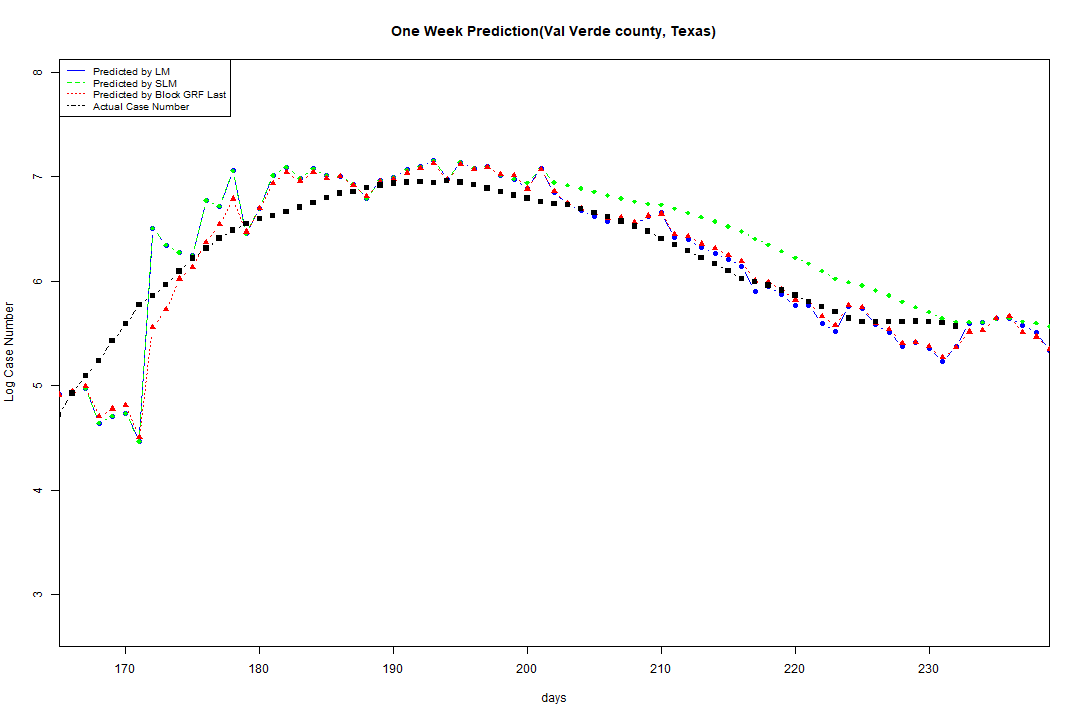 One Week Prediction(Val Verde county, Texas)
Predicted by LM
Predicted by SLM
Predicted by Block GRF Last
Actual Case Number
8
7
6
5
4
3
Log Case Number
170 180 190 200 210 220 230
days